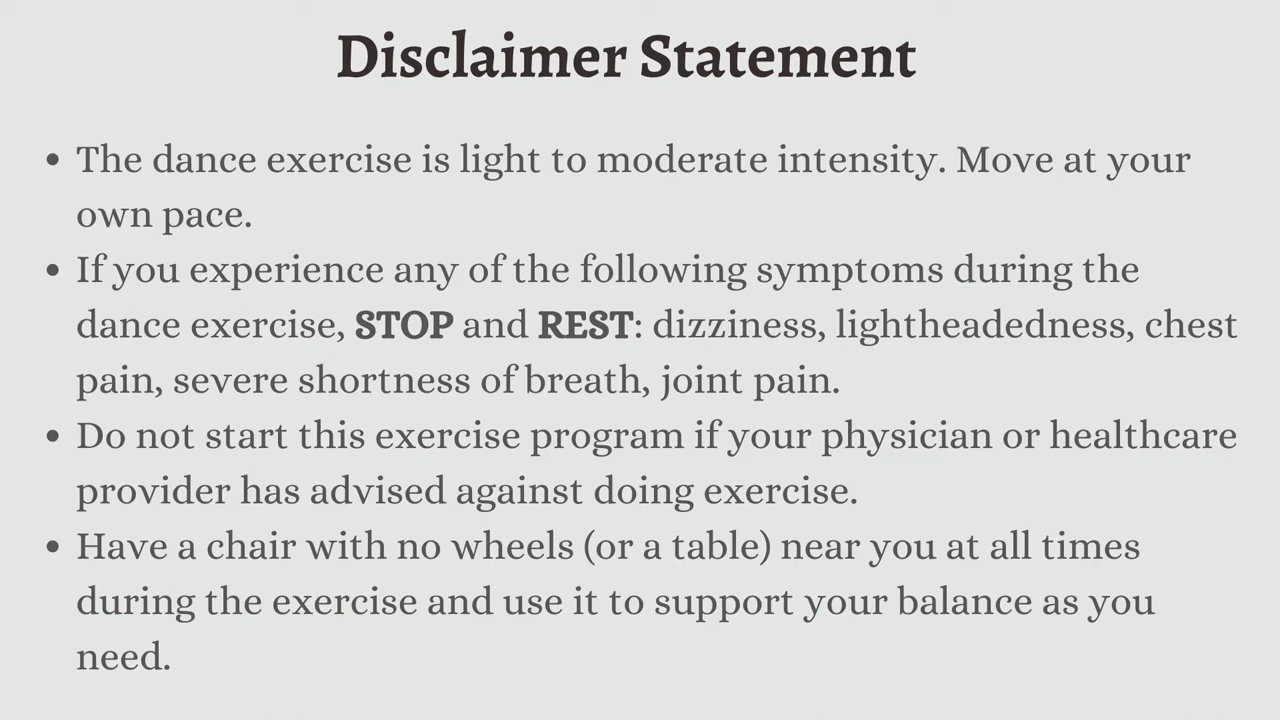 Disclaimer Statement
• The dance exercise is light to moderate intensity. Move at your
own pace.
• If you experience any of the following symptoms during the
dance exercise, STOP and REST: dizziness, lightheadedness, chest
pain, severe shortness of breath, joint pain.
• Do not start this exercise program if your physician or healthcare
provider has advised against doing exercise.
• Have a chair with no wheels (or a table) near you at all times
during the exercise and use it to support your balance as you
need.